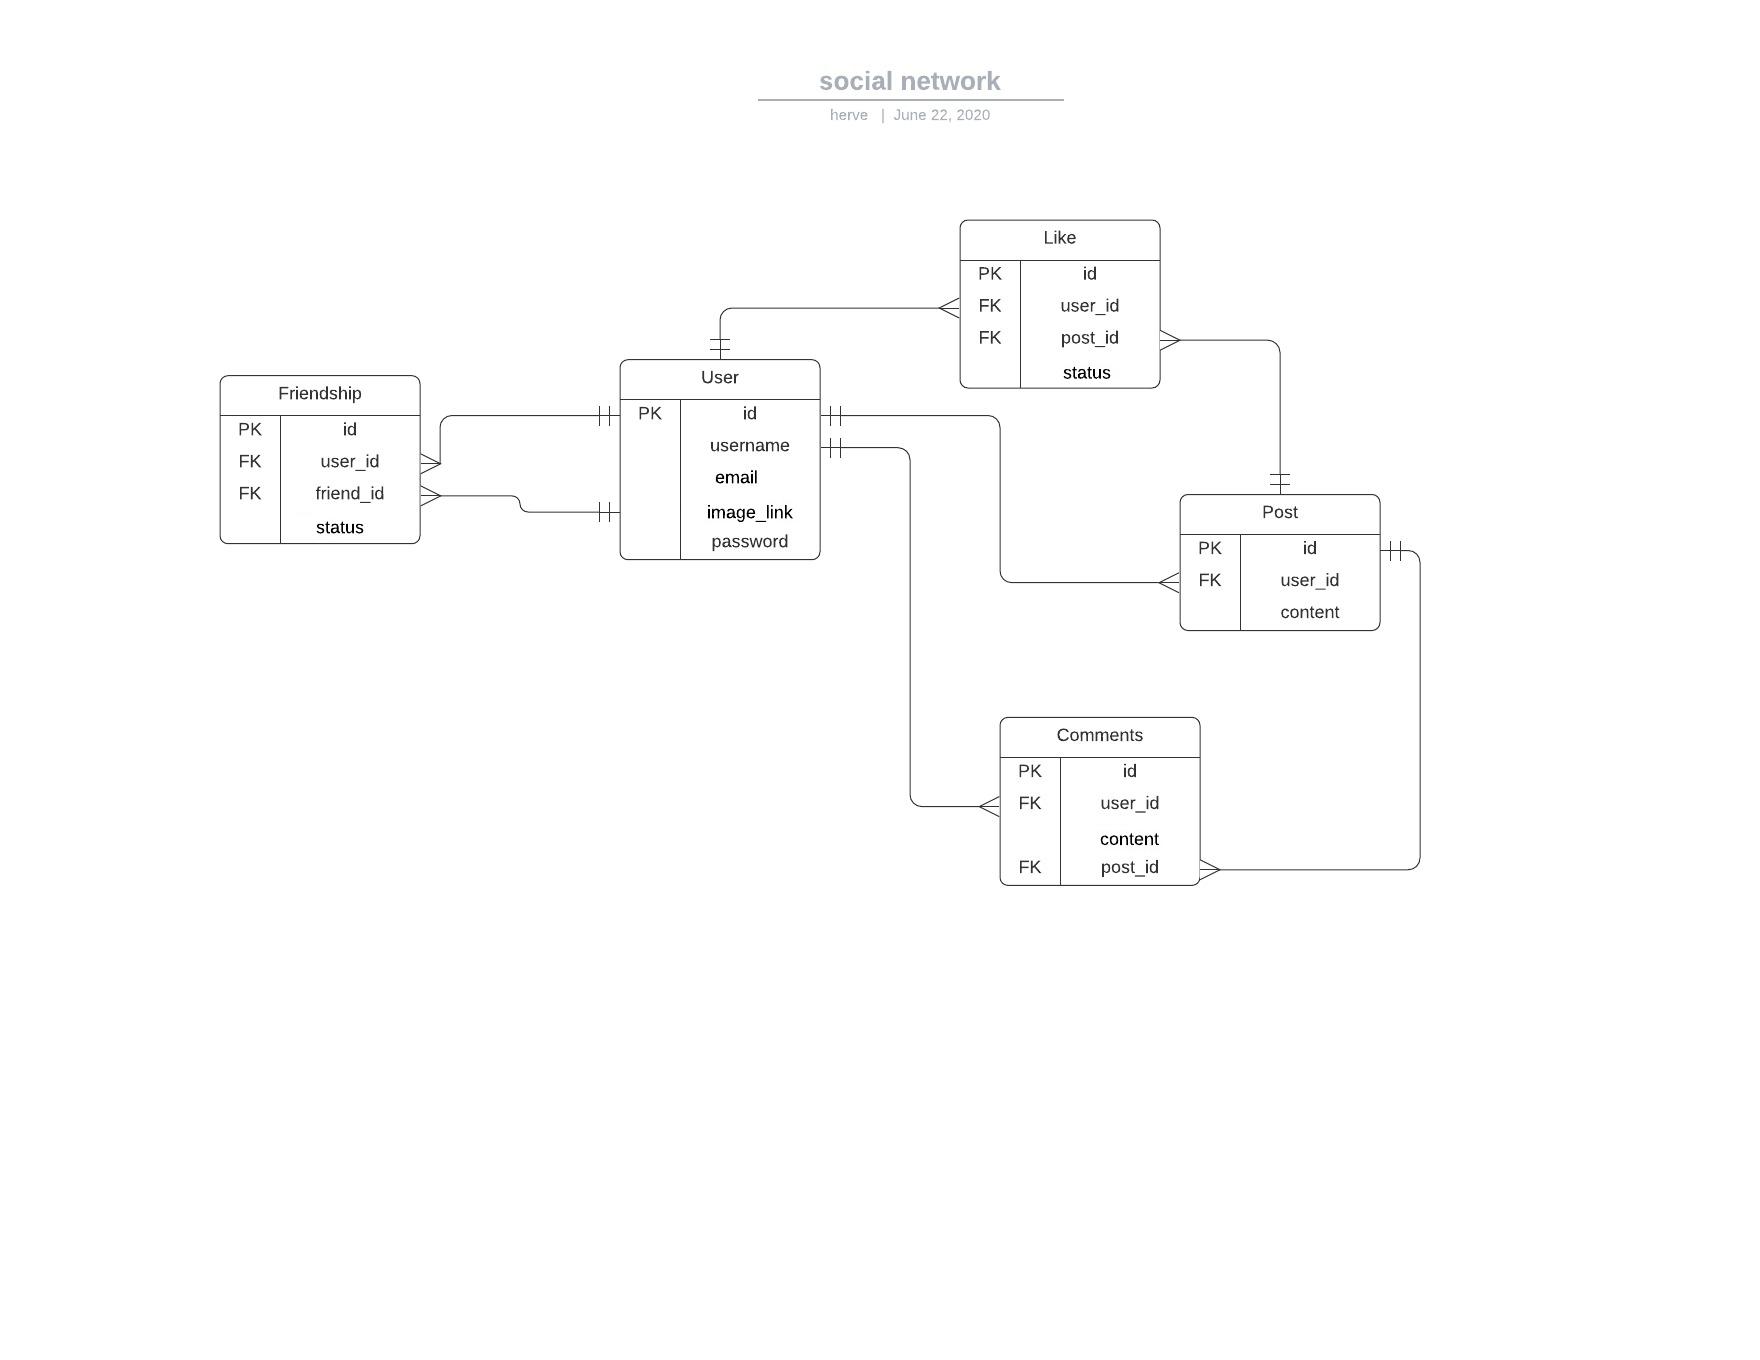 social network
herve | June 22, 2020
Like
PK id
FK user_id
FK post_id
status
User
PK id
username
email
image_link
password
Friendship
PK id
FK user_id
FK friend_id
status
Post
PK id
FK user_id
content
Comments
PK id
FK user_id
content
FK post_id